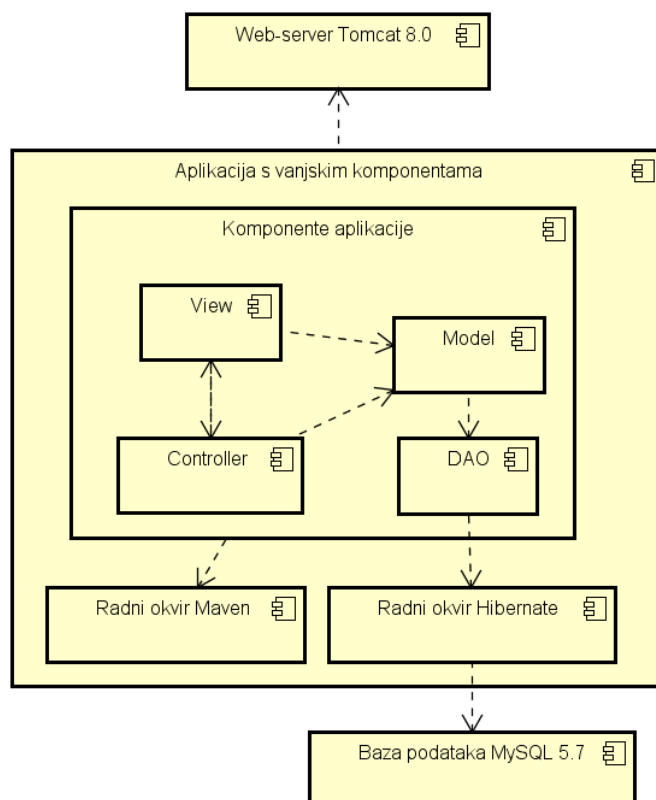 Web-server Tomcat 8.0
Aplikacija s vanjskim komponentama
Komponente aplikacije
View
Model
Controller
DAO
Radni okvir Maven
Radni okvir Hibernate
Baza podataka MySQL 5.7